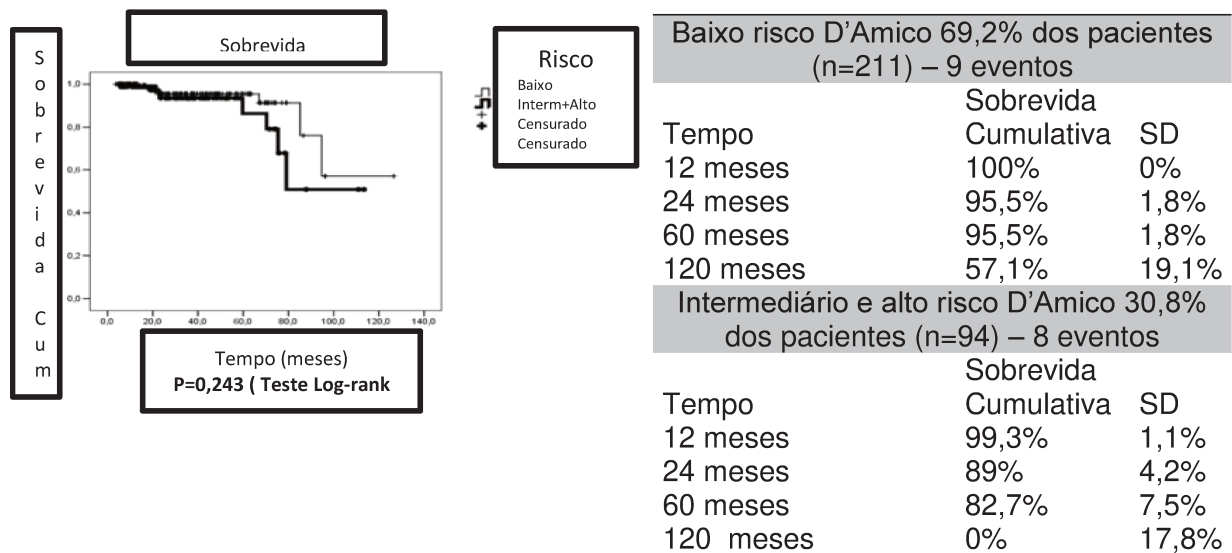 Sobrevida
Sobrevida Cum
1,0
0,8
0,6
0,4
0,2
0,0
0,0 20,0 40,0 60,0 80,0 100,0 120,0 140,0
Tempo (meses)
P=0,243 ( Teste Log-rank
Risco
Baixo
Interm+Alto
Censurado
Censurado
Baixo risco D’Amico 69,2% dos pacientes
(n=211) – 9 eventos
Sobrevida
Tempo Cumulativa SD
12 meses 100% 0%
24 meses 95,5% 1,8%
60 meses 95,5% 1,8%
120 meses 57,1% 19,1%
Intermediário e alto risco D’Amico 30,8%
dos pacientes (n=94) – 8 eventos
Sobrevida
Tempo Cumulativa SD
12 meses 99,3% 1,1%
24 meses 89% 4,2%
60 meses 82,7% 7,5%
120 meses 0% 17,8%